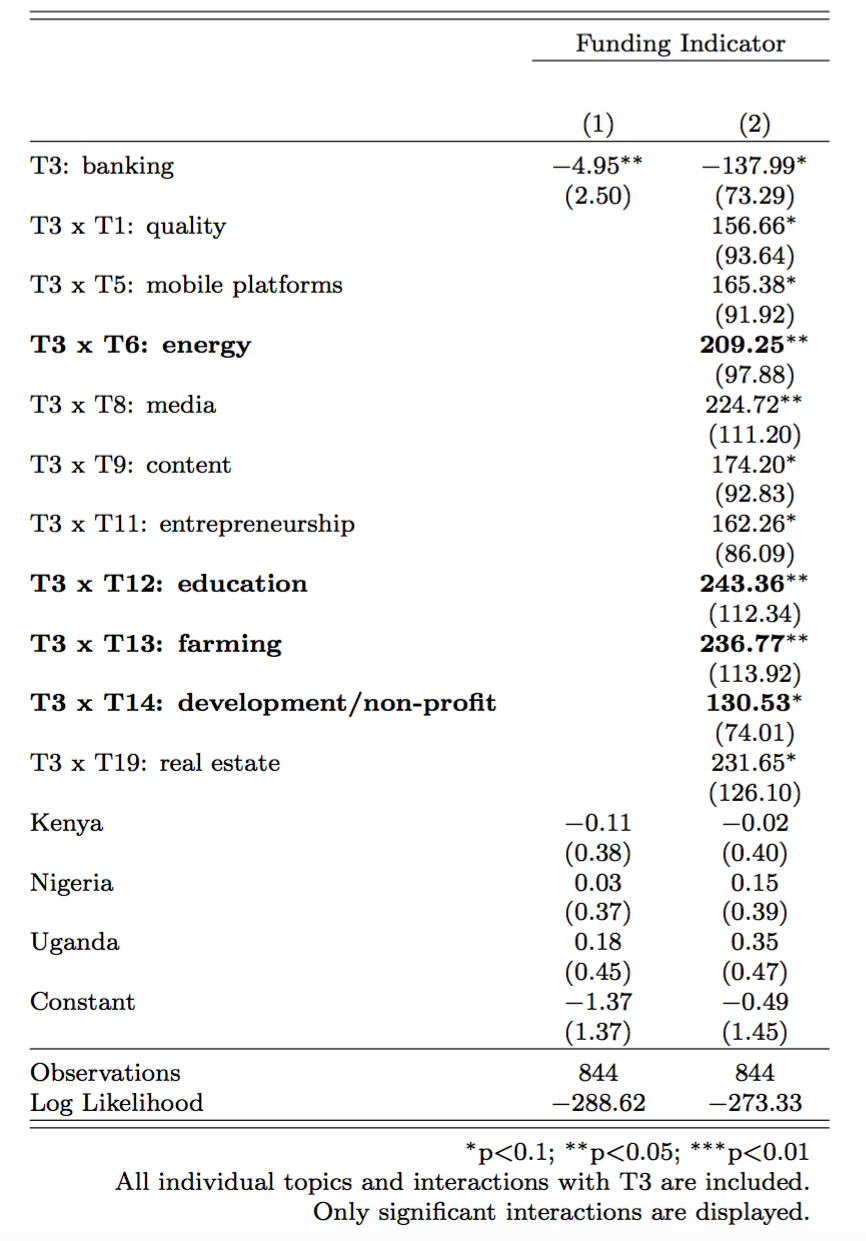 Funding Indicator
(1) (2)
T3: banking −4.95** −137.99*
(2.50) (73.29)
T3 x T1: quality 156.66*
(93.64)
T3 x T5: mobile platforms 165.38*
(91.92)
T3 x T6: energy 209.25**
(97.88)
T3 x T8: media 224.72**
(111.20)
T3 x T9: content 174.20*
(92.83)
T3 x T11: entrepreneurship 162.26*
(86.09)
T3 x T12: education 243.36**
(112.34)
T3 x T13: farming 236.77**
(113.92)
T3 x T14: development/non-profit 130.53*
(74.01)
T3 x T19: real estate 231.65*
(126.10)
Kenya −0.11 −0.02
(0.38) (0.40)
Nigeria 0.03 0.15
(0.37) (0.39)
Uganda 0.18 0.35
(0.45) (0.47)
Constant −1.37 −0.49
(1.37) (1.45)
Observations 844 844
Log Likelihood −288.62 −273.33
*p<0.1; **p<0.05; ***p<0.01
All individual topics and interactions with T3 are included.
Only significant interactions are displayed.